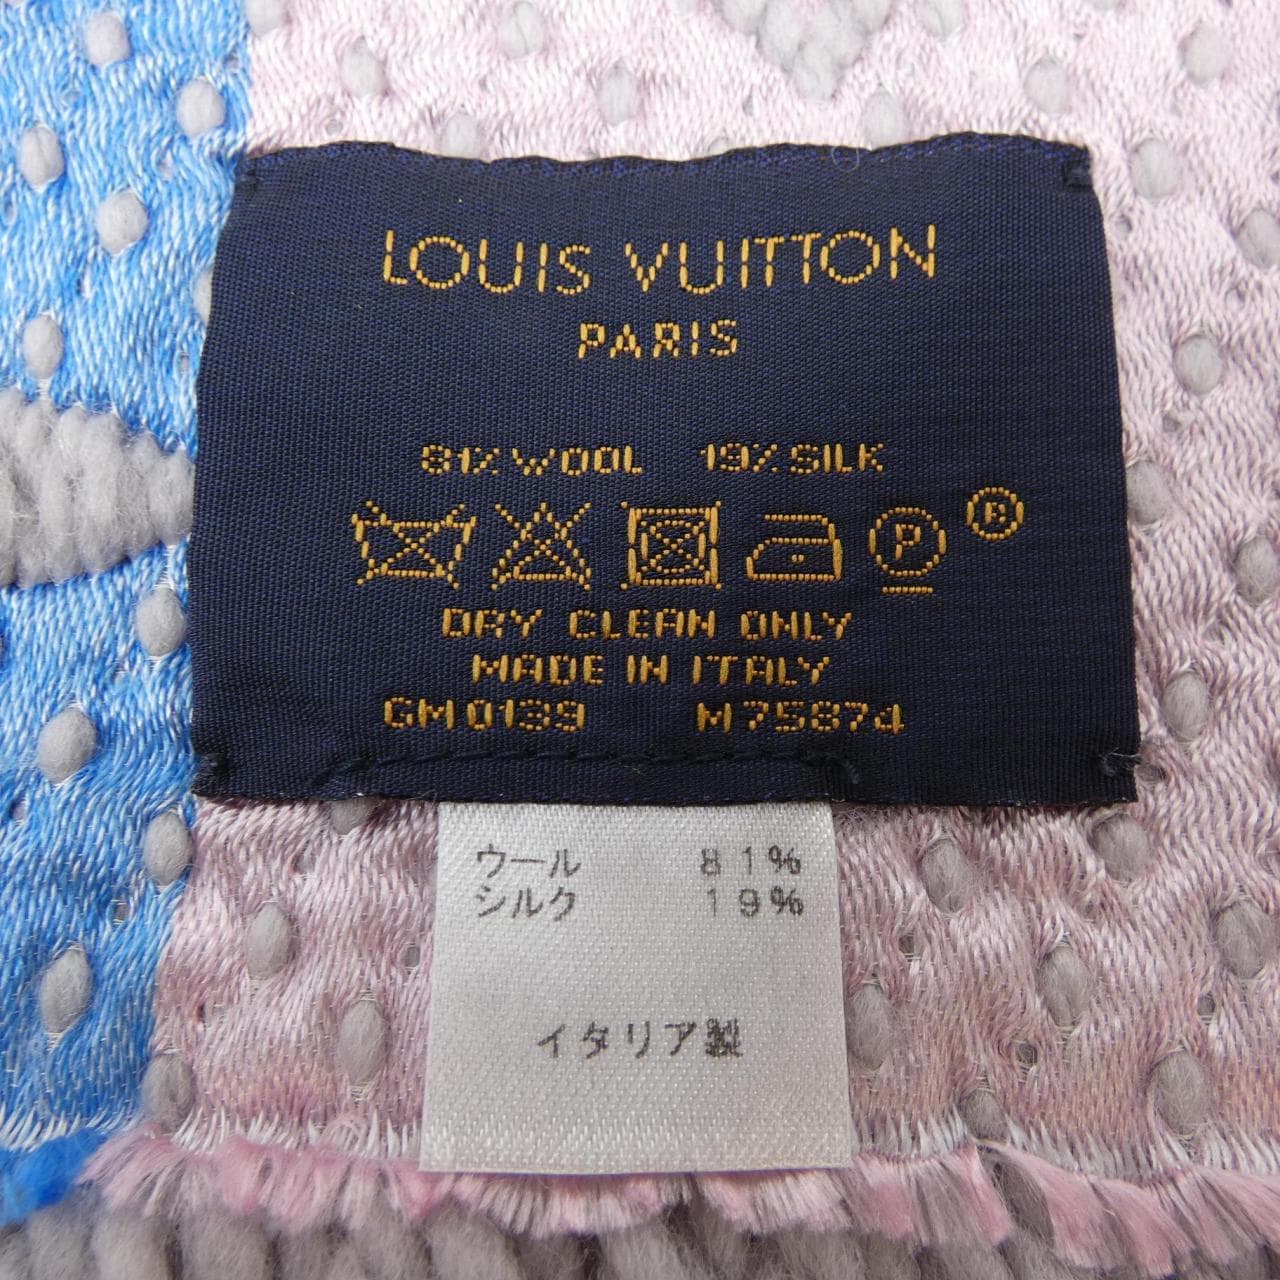 LOUIS VUITTON
PARIS
81% WOOL 19% SILK
P ®
DRY CLEAN ONLY
MADE IN ITALY
GM0139 M75874
ウール 81%
シルク 19%
イタリア製